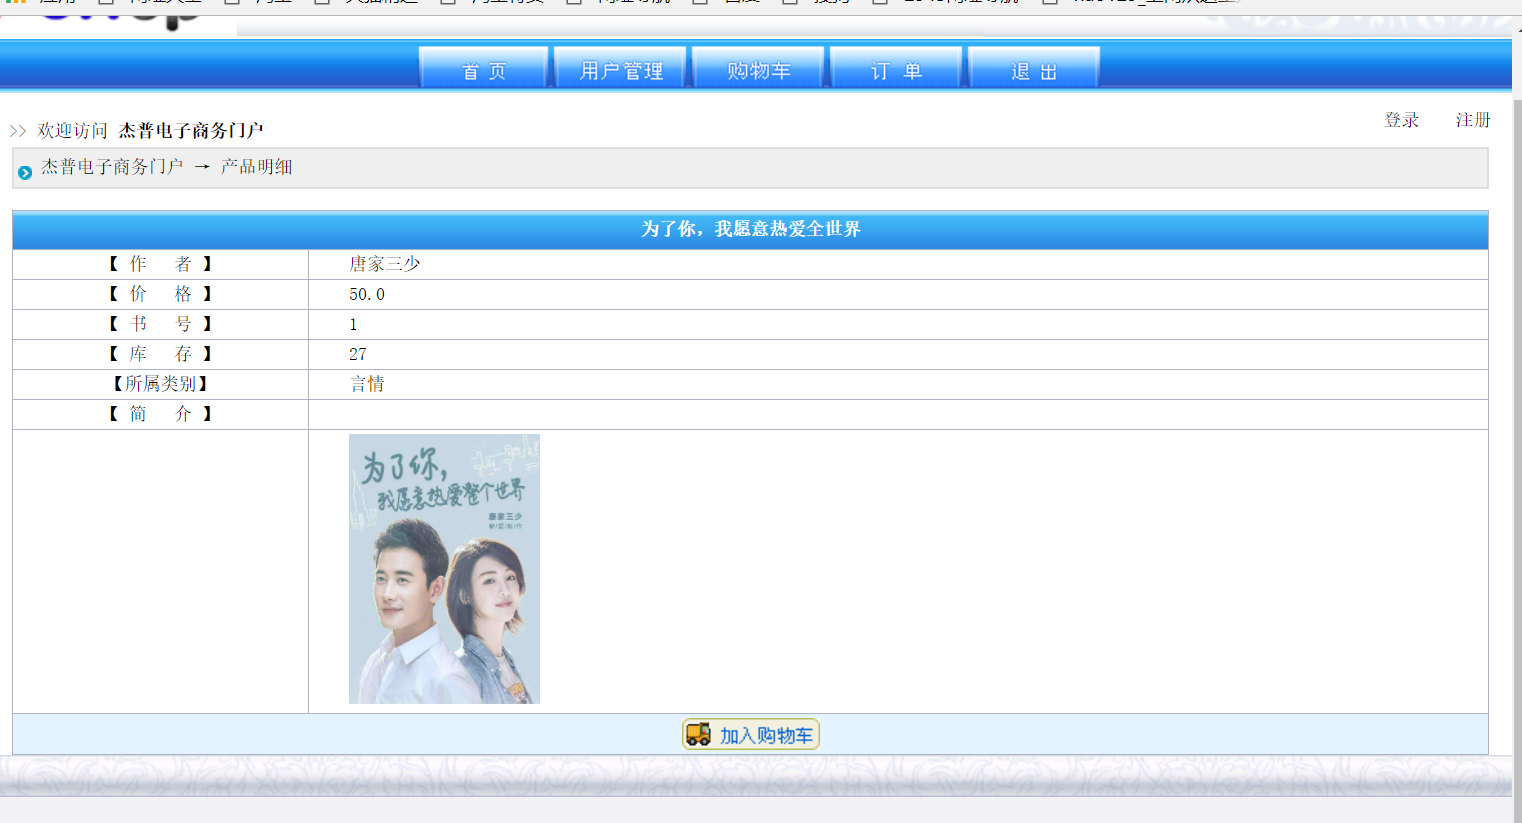 首 页 用户管理 购物车 订 单 退 出
登录 注册
>> 欢迎访问 杰普电子商务门户
杰普电子商务门户 → 产品明细
为了你，我愿意热爱全世界
【 作 者 】 唐家三少
【 价 格 】 50.0
【 书 号 】 1
【 库 存 】 27
【所属类别】 言情
【 简 介 】
为了你，
我愿意热爱整个世界
唐家三少
加入购物车